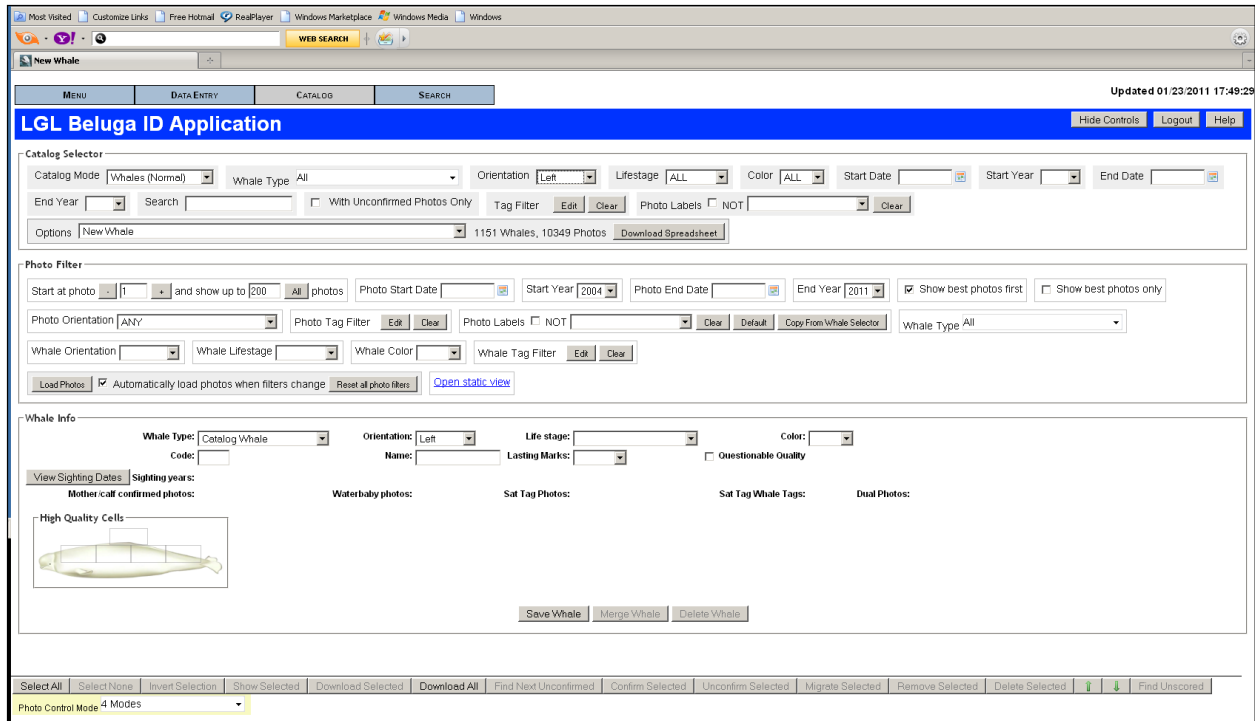 Most Visited Customize Links Free Hotmail RealPlayer Windows Marketplace Windows Media Windows
Y! WEB SEARCH
New Whale
MENU DATA ENTRY CATALOG SEARCH Updated 01/23/2011 17:49:29
LGL Beluga ID Application Hide Controls Logout Help
Catalog Selector
Catalog Mode Whales (Normal) Whale Type All Orientation Left Lifestage ALL Color ALL Start Date Start Year End Date
End Year Search With Unconfirmed Photos Only Tag Filter Edit Clear Photo Labels NOT Clear
Options New Whale 1151 Whales, 10349 Photos Download Spreadsheet
Photo Filter
Start at photo - 1 + and show up to 200 All photos Photo Start Date Start Year 2004 Photo End Date End Year 2011 Show best photos first Show best photos only
Photo Orientation ANY Photo Tag Filter Edit Clear Photo Labels NOT Clear Default Copy From Whale Selector Whale Type All
Whale Orientation Whale Lifestage Whale Color Whale Tag Filter Edit Clear
Load Photos Automatically load photos when filters change Reset all photo filters Open static view
Whale Info
Whale Type: Catalog Whale Orientation: Left Life stage: Color:
Code: Name: Lasting Marks: Questionable Quality
View Sighting Dates Sighting years:
Mother/calf confirmed photos: Waterbaby photos: Sat Tag Photos: Sat Tag Whale Tags: Dual Photos:
High Quality Cells
Save Whale Merge Whale Delete Whale
Select All Select None Invert Selection Show Selected Download Selected Download All Find Next Unconfirmed Confirm Selected Unconfirm Selected Migrate Selected Remove Selected Delete Selected Find Unscored
Photo Control Mode 4 Modes